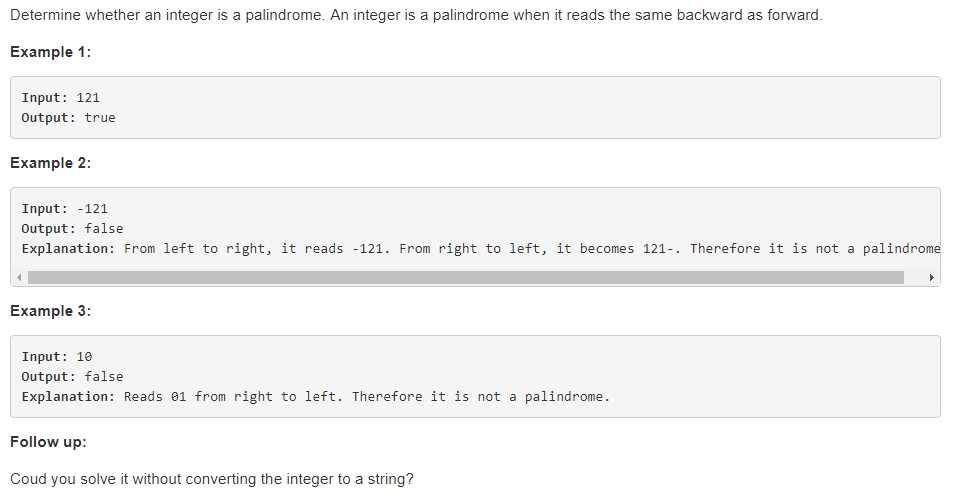 Determine whether an integer is a palindrome. An integer is a palindrome when it reads the same backward as forward.
Example 1:
Input: 121
Output: true
Example 2:
Input: -121
Output: false
Explanation: From left to right, it reads -121. From right to left, it becomes 121-. Therefore it is not a palindrome
Example 3:
Input: 10
Output: false
Explanation: Reads 01 from right to left. Therefore it is not a palindrome.
Follow up:
Coud you solve it without converting the integer to a string?